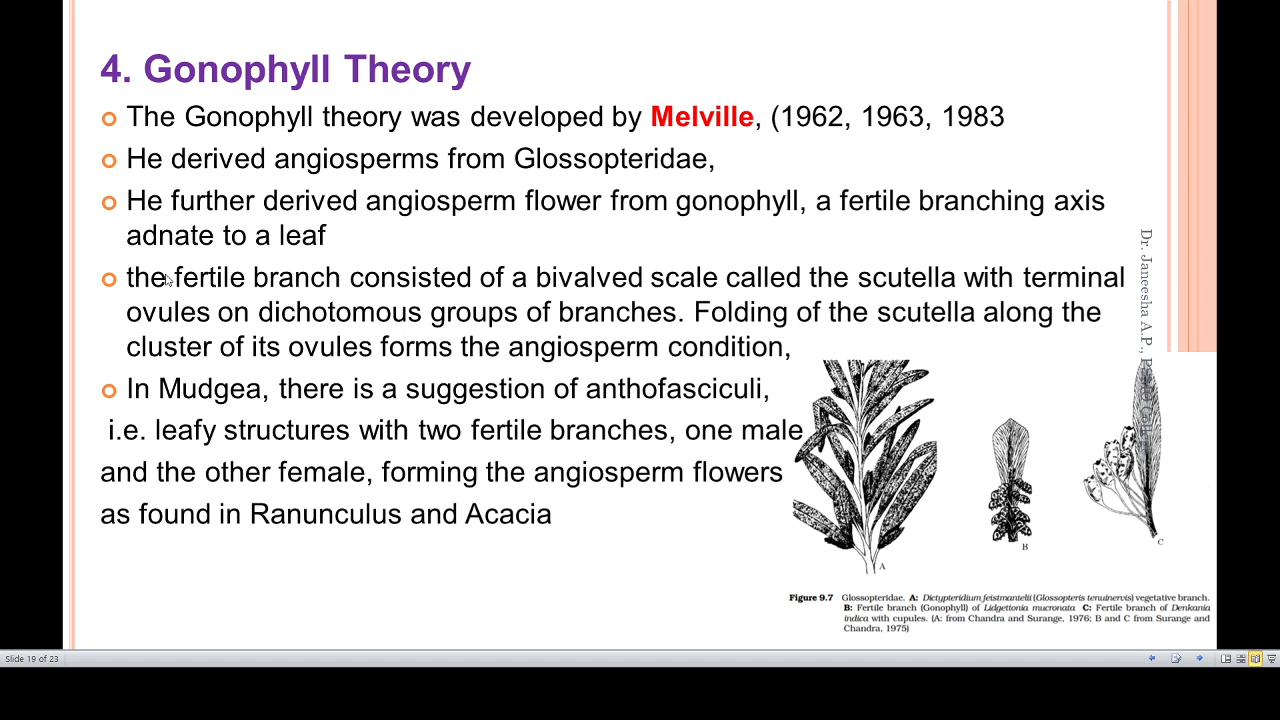 4. Gonophyll Theory
The Gonophyll theory was developed by Melville, (1962, 1963, 1983
He derived angiosperms from Glossopteridae,
He further derived angiosperm flower from gonophyll, a fertile branching axis
adnate to a leaf
the fertile branch consisted of a bivalved scale called the scutella with terminal
ovules on dichotomous groups of branches. Folding of the scutella along the
cluster of its ovules forms the angiosperm condition,
In Mudgea, there is a suggestion of anthofasciculi,
i.e. leafy structures with two fertile branches, one male
and the other female, forming the angiosperm flowers
as found in Ranunculus and Acacia
Dr. Janeesha A.P.,
A
B
C
Figure 9.7 Glossopteridae. A: Dictypteridium feistmantelii (Glossopteris tenuinervis) vegetative branch.
B: Fertile branch (Gonophyll) of Lidgettonia mucronata C: Fertile branch of Denkania
indica with cupules. (A: from Chandra and Surange, 1976; B and C from Surange and
Chandra, 1975)
Slide 19 of 23